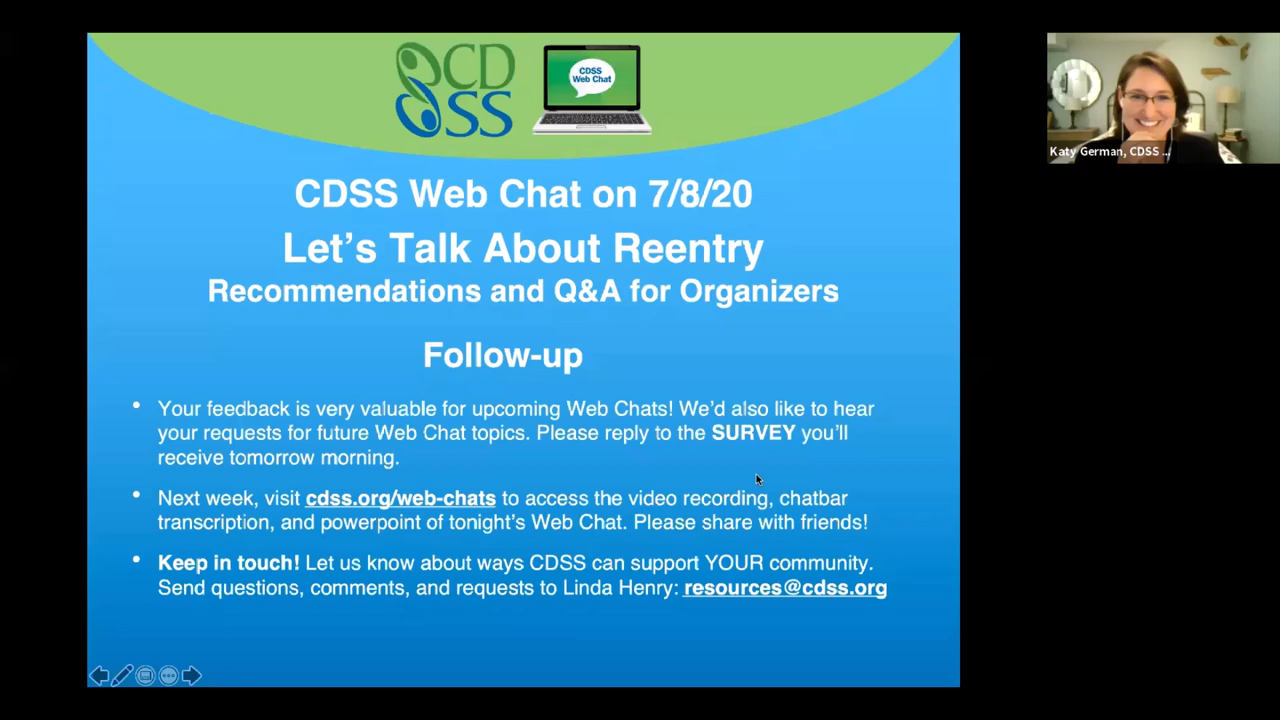 CD
SS
CDSS
Web Chat
Katy German, CDSS ...
CDSS Web Chat on 7/8/20
Let's Talk About Reentry
Recommendations and Q&A for Organizers
Follow-up
• Your feedback is very valuable for upcoming Web Chats! We'd also like to hear
your requests for future Web Chat topics. Please reply to the SURVEY you'll
receive tomorrow morning.
• Next week, visit cdss.org/web-chats to access the video recording, chatbar
transcription, and powerpoint of tonight's Web Chat. Please share with friends!
• Keep in touch! Let us know about ways CDSS can support YOUR community.
Send questions, comments, and requests to Linda Henry: resources@cdss.org